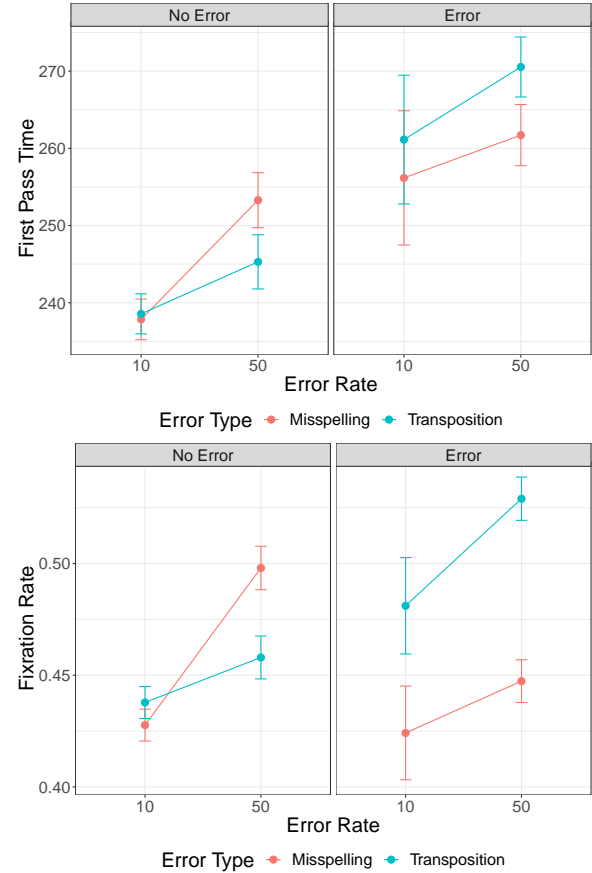 No Error Error
First Pass Time
270
260
250
240
10 50 10 50
Error Rate
Error Type Misspelling Transposition
No Error Error
Fixration Rate
0.50
0.45
0.40
10 50 10 50
Error Rate
Error Type Misspelling Transposition